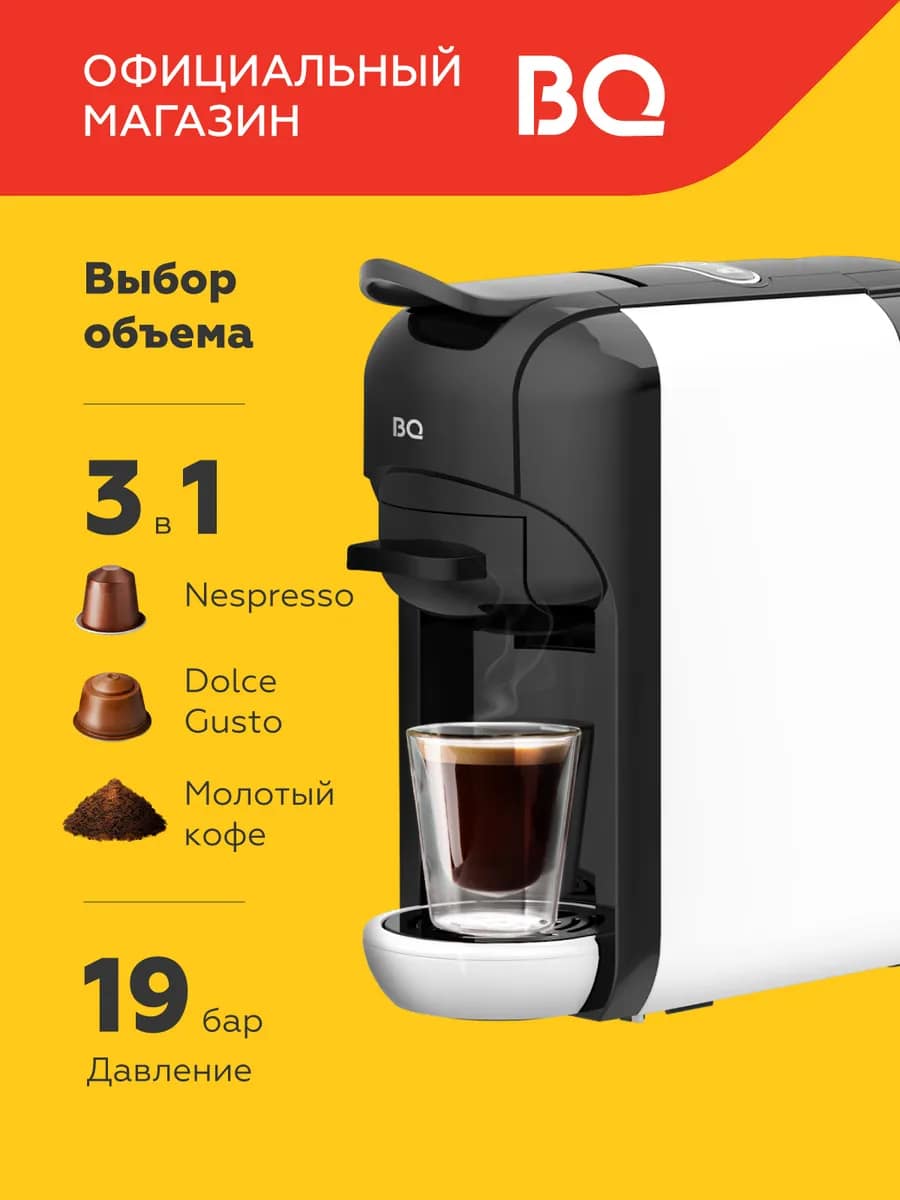 ОФИЦИАЛЬНЫЙ
МАГАЗИН
BQ
Выбор
объема
3 в 1
Nespresso
Dolce
Gusto
Молотый
кофе
19 бар
Давление
BQ